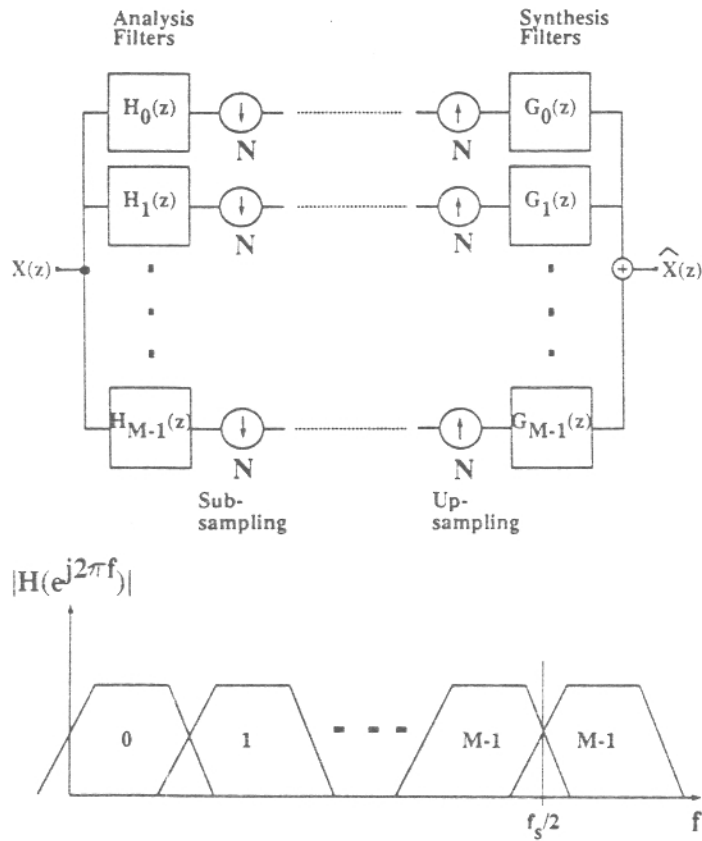 Analysis
Filters
Synthesis
Filters
H0(z)
N
N
G0(z)
H1(z)
N
N
G1(z)
X(z)
+
X̂(z)
HM-1(z)
N
N
GM-1(z)
Sub-
sampling
Up-
sampling
|H(e^j2πf)|
0
1
M-1
M-1
fs/2
f